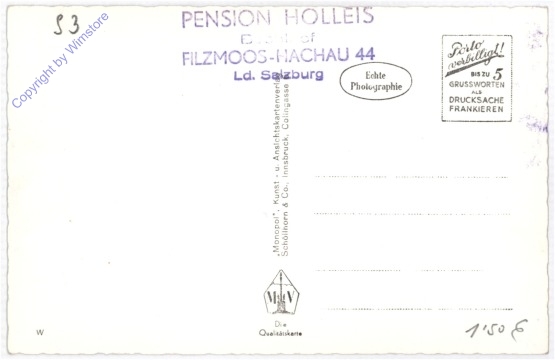 S3
PENSION HOLLEIS
FILZMOOS-HACHAU 44
Ld. Salzburg
Copyright by Wimstore
Echte
Photographie
Porto
verbilligt!
BIS ZU 5
GRUSSWORTEN
ALS
DRUCKSACHE
FRANKIEREN
„Monopol", Kunst- u. Ansichtskartenverlag
Schöllhorn & Co., Innsbruck, Colingasse
M V
Die
Qualitätskarte
W
1'50 €